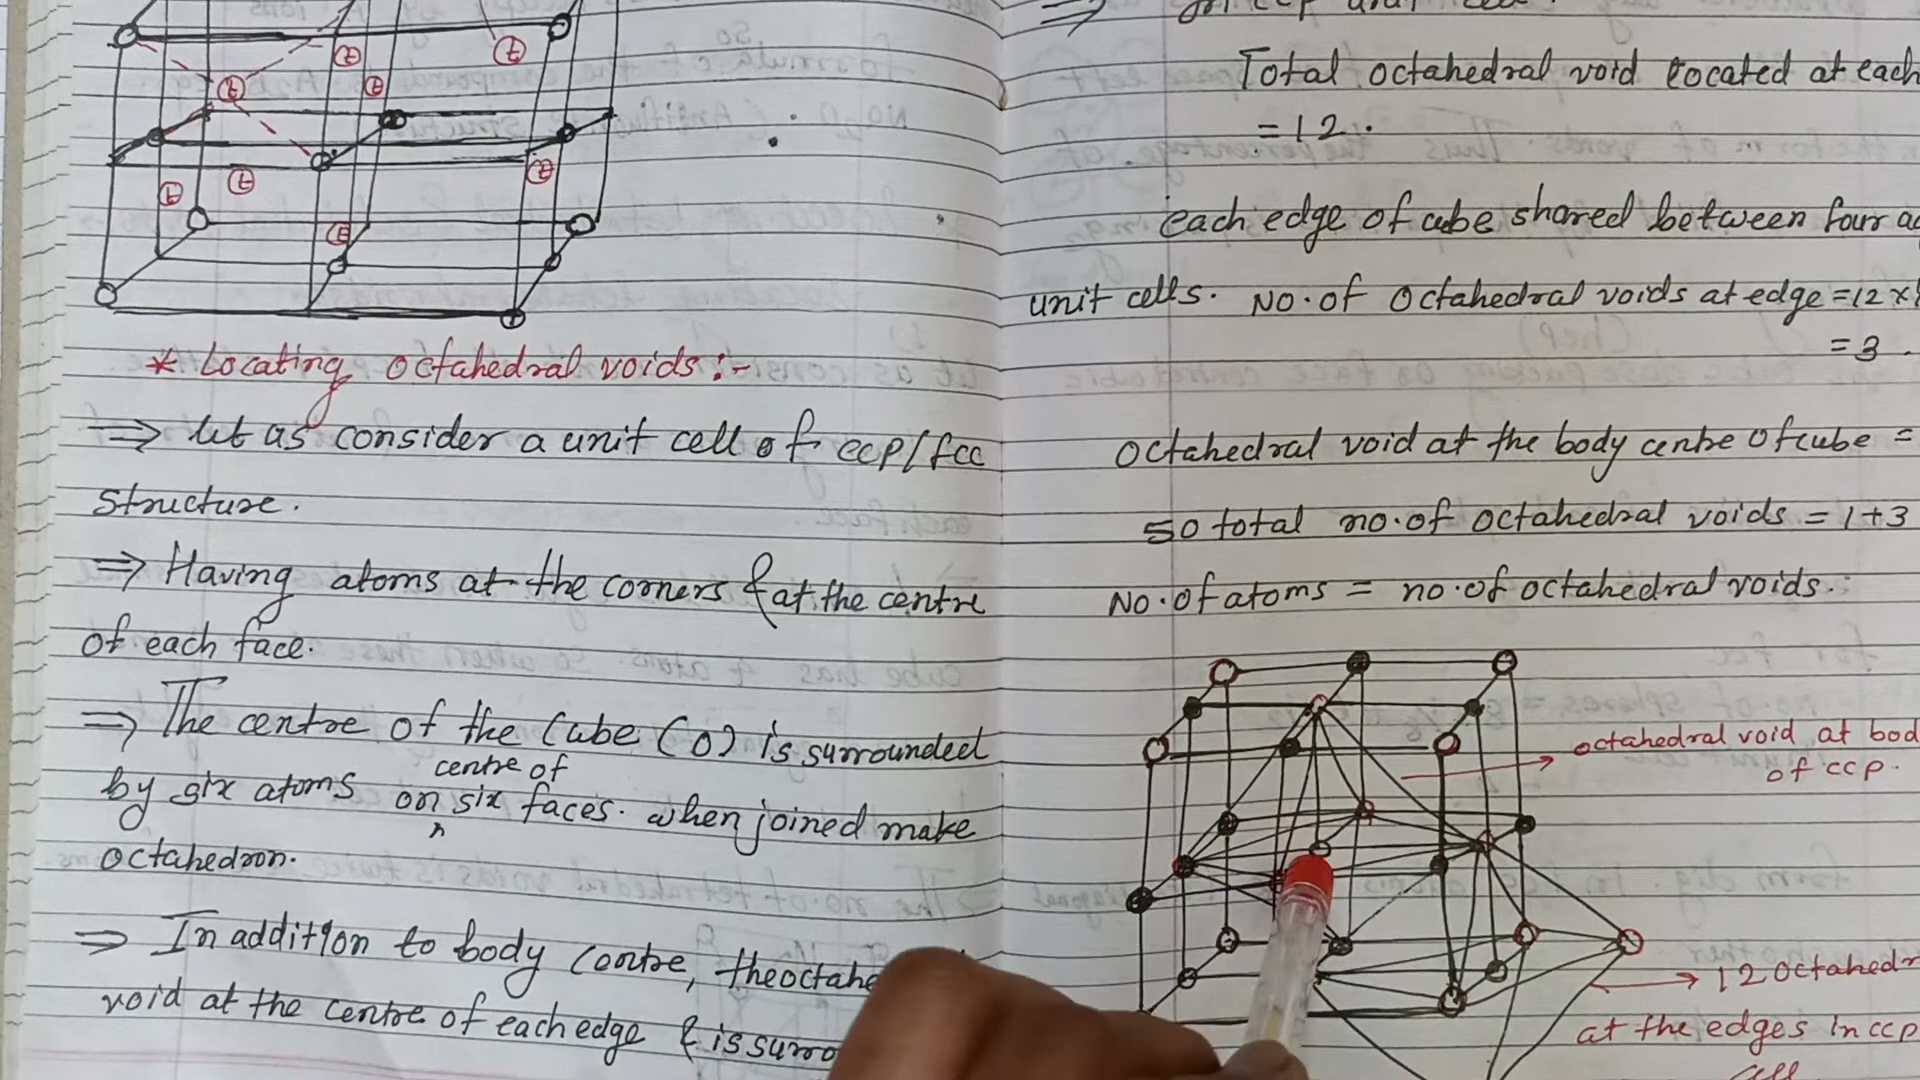 * Locating octahedral voids :-
⇒ let as consider a unit cell of ccp/fcc
structure.
⇒ Having atoms at the corners & at the centre
of each face.
⇒ The centre of the Cube (O) is surrounded
by six atoms on centre of six faces. when joined make
octahedron.
⇒ In addition to body centre, the octahe
void at the centre of each edge & is surro
Total octahedral void located at each
= 12.
each edge of cube shared between four
unit cells. No. of octahedral voids at edge = 12 ×
= 3.
Octahedral void at the body centre of cube =
so total no. of octahedral voids = 1+3
No. of atoms = no. of octahedral voids.
→ octahedral void at bod
of ccp.
→ 12 octahedr
at the edges in ccp
cell